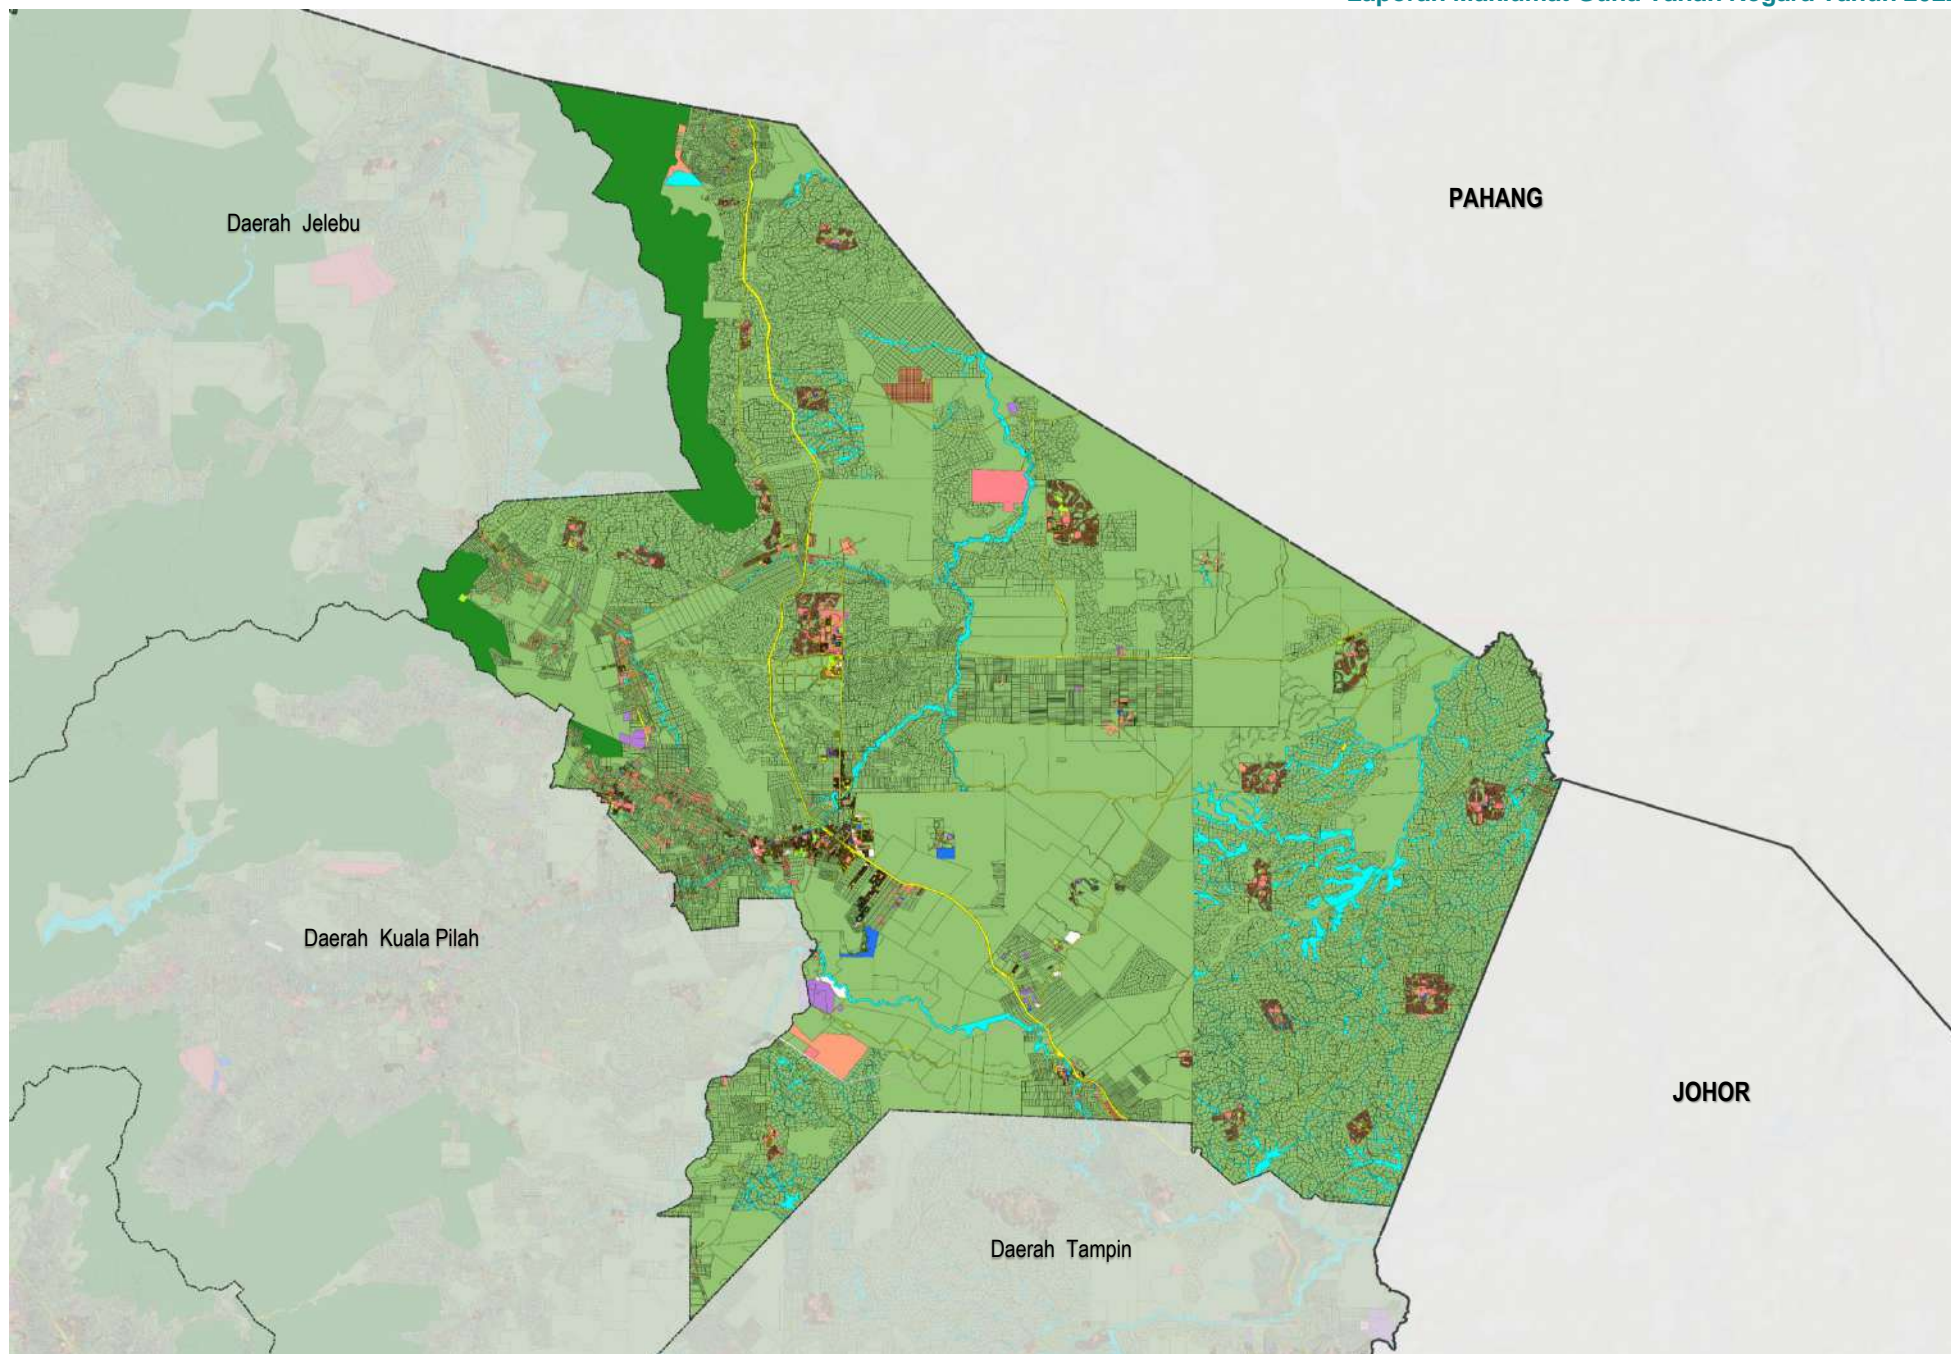 PAHANG
Daerah Jelebu
Daerah Kuala Pilah
JOHOR
Daerah Tampin